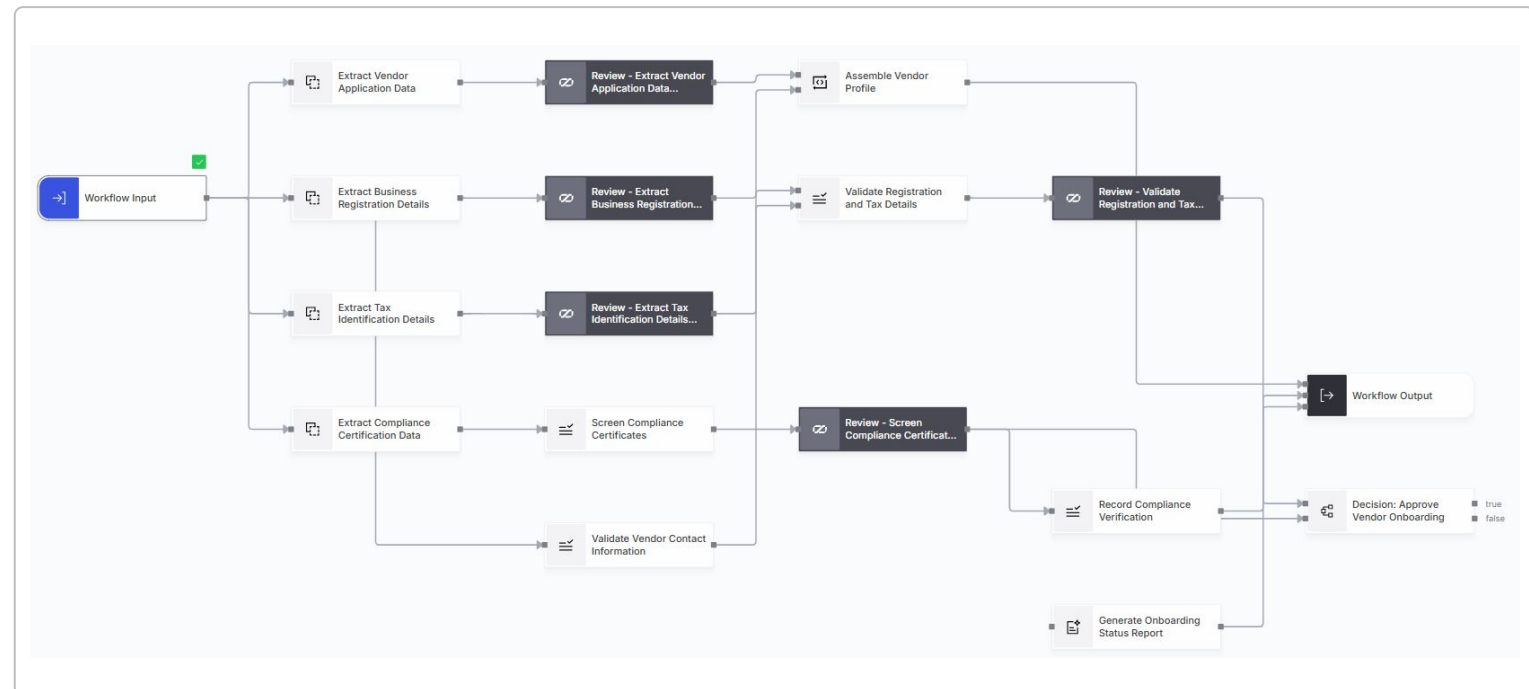 Extract Vendor
Application Data
Review - Extract Vendor
Application Data...
Assemble Vendor
Profile
Workflow Input
Extract Business
Registration Details
Review - Extract
Business Registration...
Validate Registration
and Tax Details
Review - Validate
Registration and Tax...
Extract Tax
Identification Details
Review - Extract Tax
Identification Details...
Workflow Output
Extract Compliance
Certification Data
Screen Compliance
Certificates
Review - Screen
Compliance Certificat...
Record Compliance
Verification
Decision: Approve
Vendor Onboarding
true
false
Validate Vendor Contact
Information
Generate Onboarding
Status Report